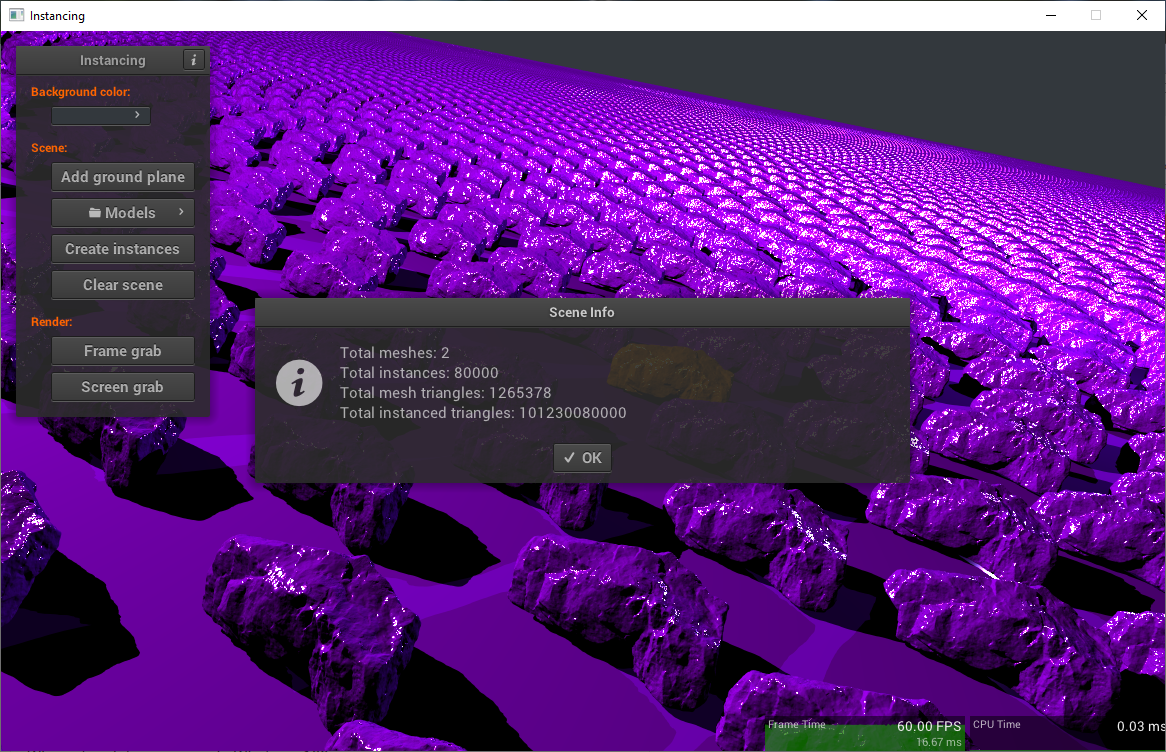 Instancing
Instancing
i
Background color:
Scene:
Add ground plane
Models
Create instances
Clear scene
Render:
Frame grab
Screen grab
Scene Info
i
Total meshes: 2
Total instances: 80000
Total mesh triangles: 1265378
Total instanced triangles: 101230080000
OK
Frame Time 60.00 FPS
16.67 ms
CPU Time 0.03 ms